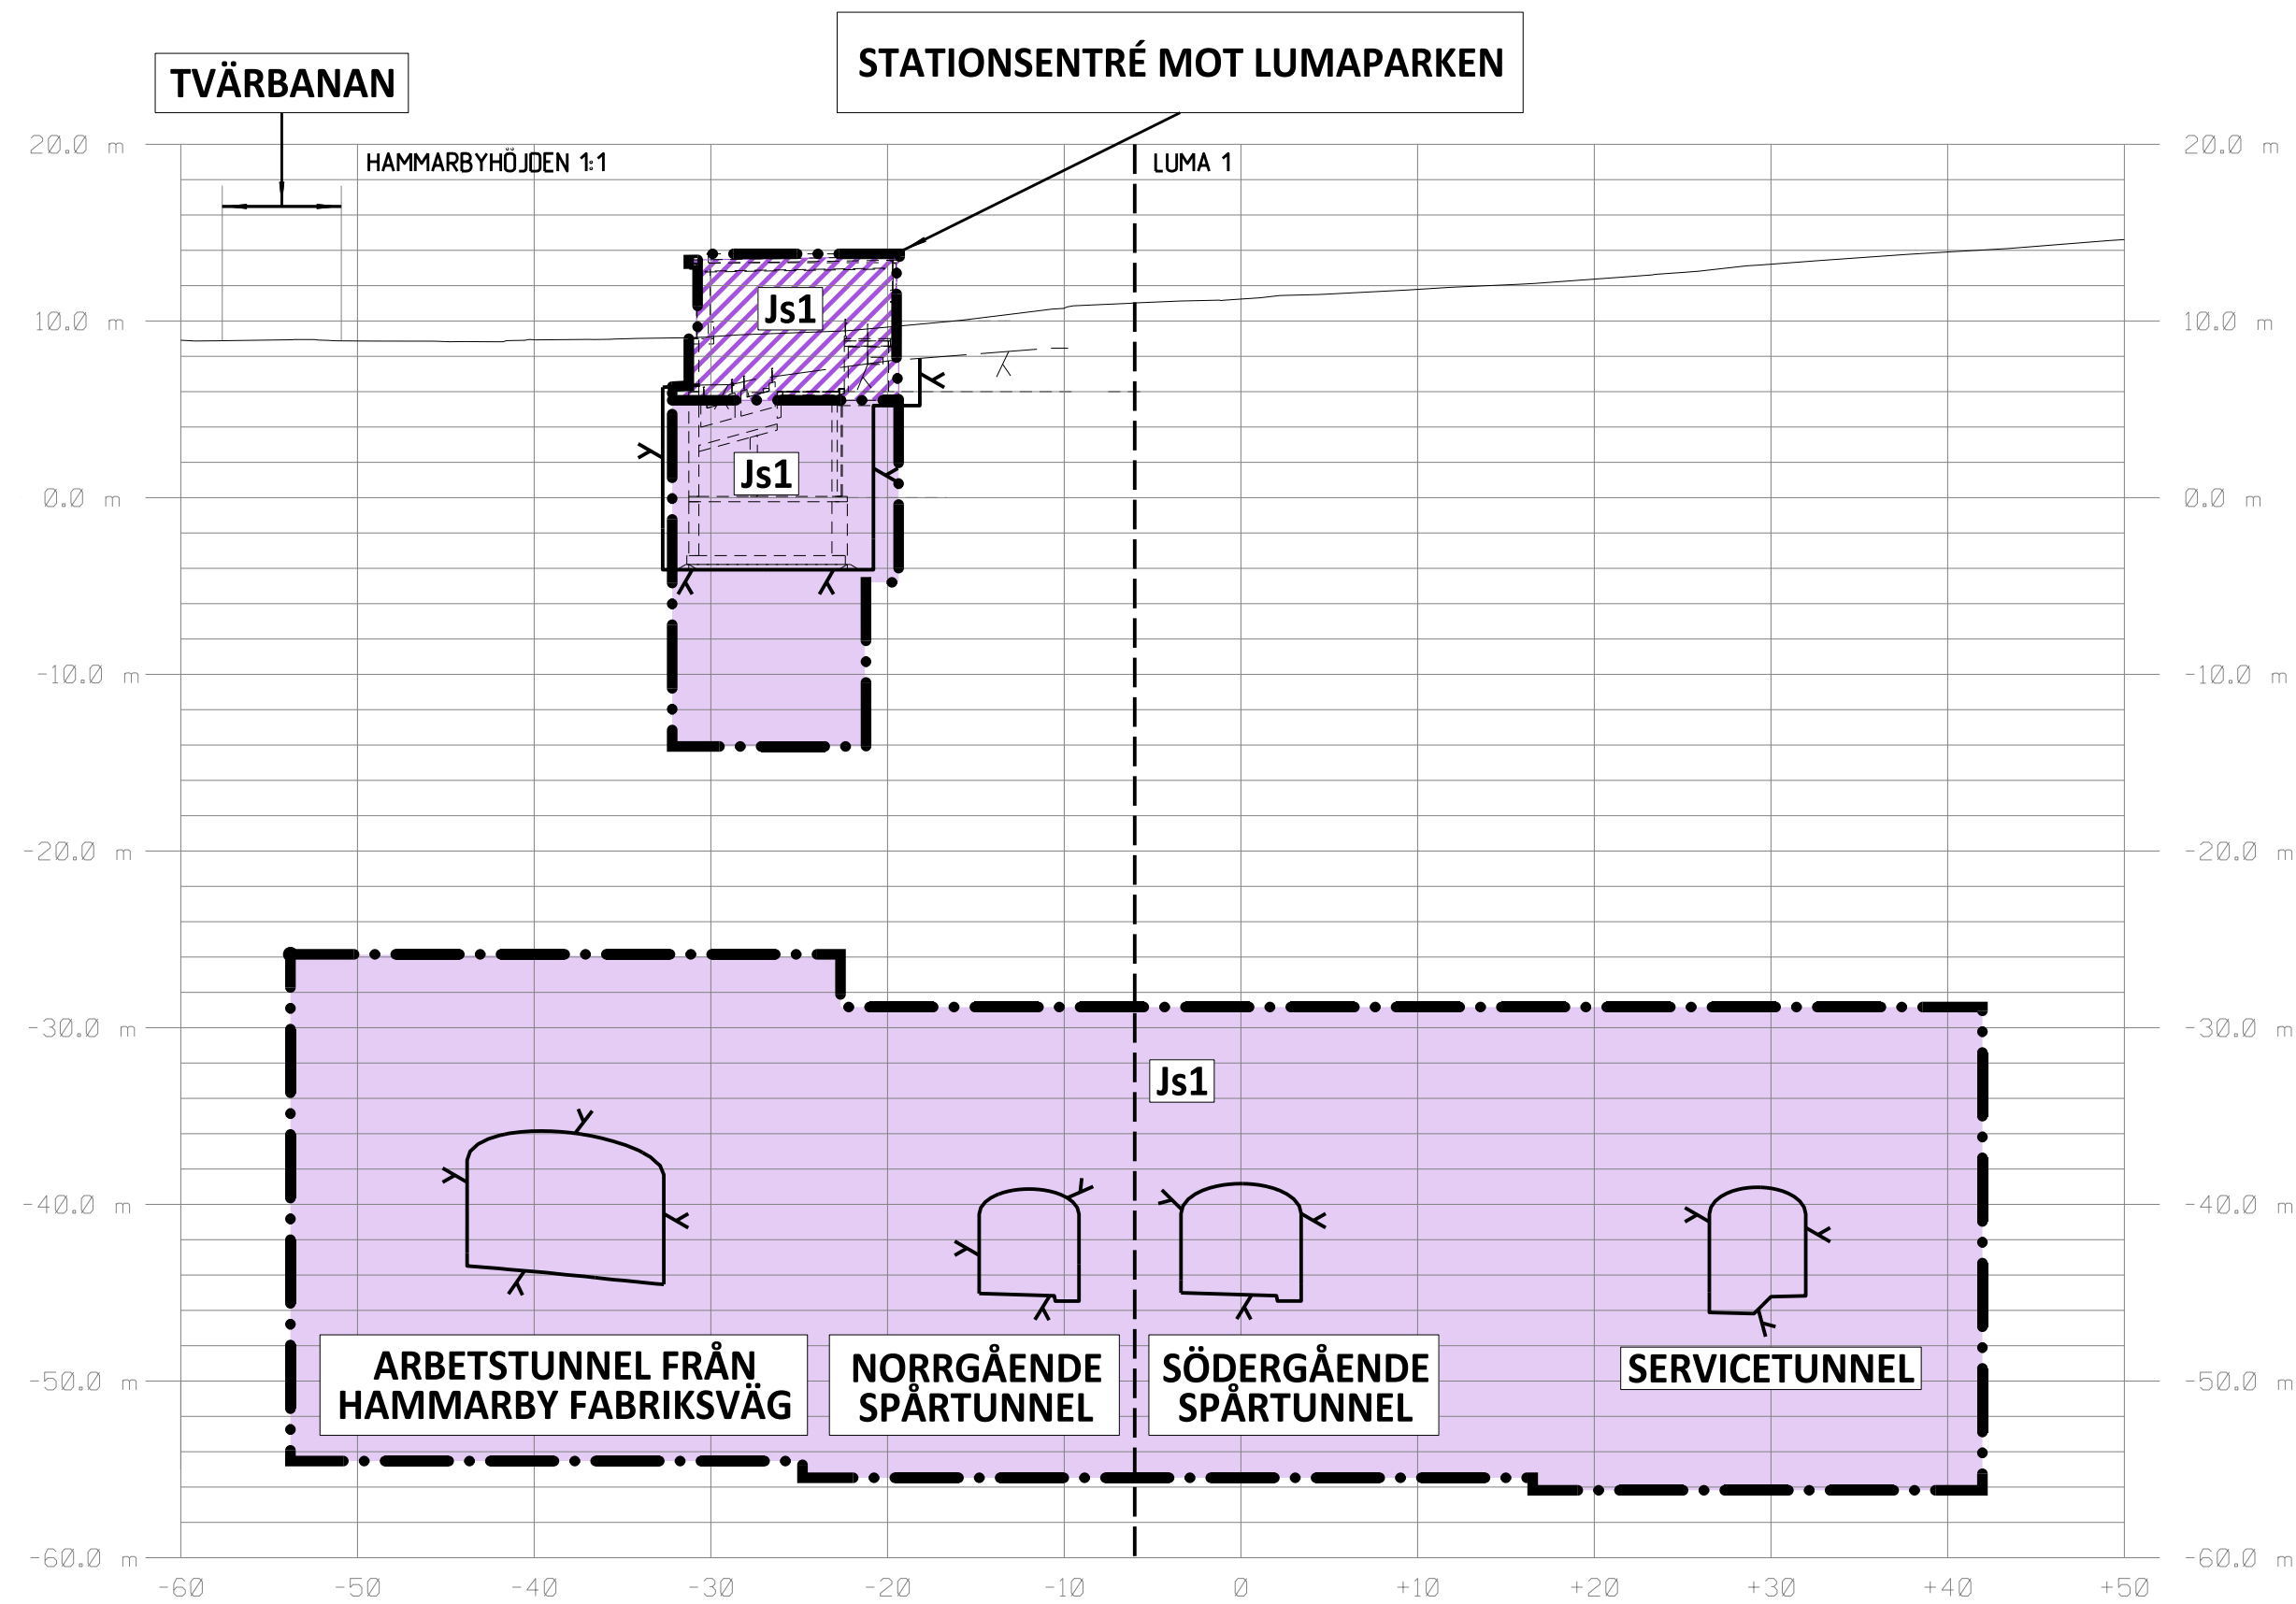 STATIONSENTRÉ MOT LUMAPARKEN
TVÄRBANAN
20.0 m
20.0 m
HAMMARBYHÖJDEN 1:1
LUMA 1
Js1
10.0 m
10.0 m
Js1
0.0 m
0.0 m
-10.0 m
-10.0 m
-20.0 m
-20.0 m
-30.0 m
-30.0 m
Js1
-40.0 m
-40.0 m
ARBETSTUNNEL FRÅN
HAMMARBY FABRIKSVÄG
NORRGÅENDE
SPÅRTUNNEL
SÖDERGÅENDE
SPÅRTUNNEL
SERVICETUNNEL
-50.0 m
-50.0 m
-60.0 m
-60.0 m
-60 -50 -40 -30 -20 -10 0 +10 +20 +30 +40 +50